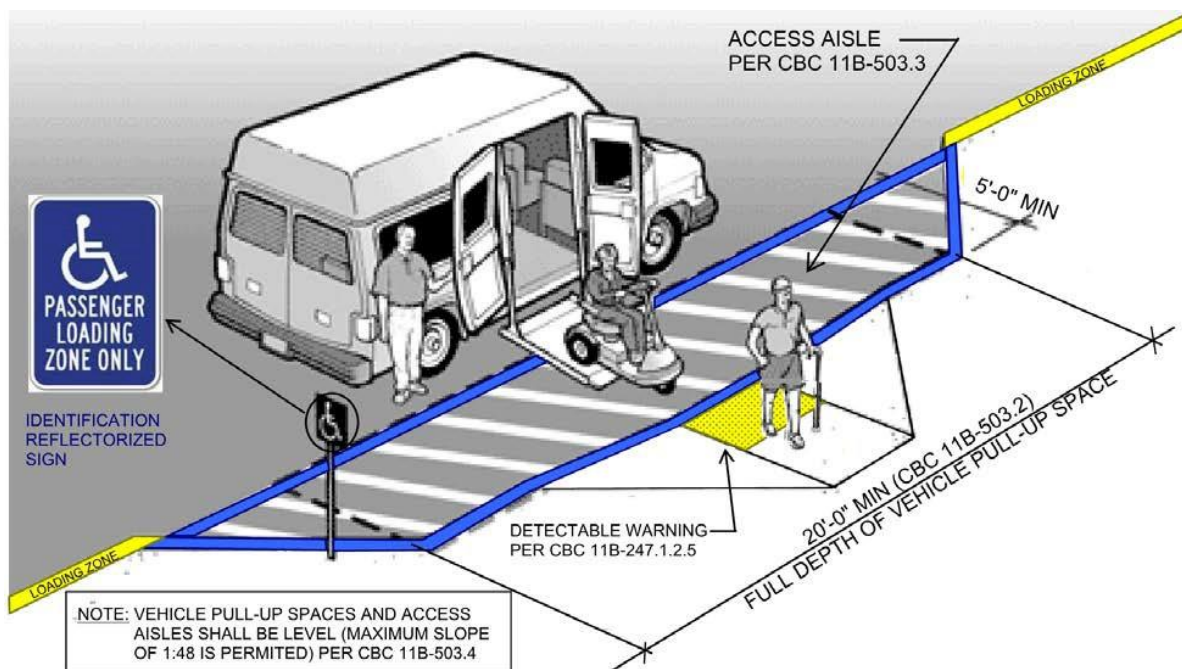 ACCESS AISLE
PER CBC 11B-503.3
LOADING ZONE
5'-0" MIN
PASSENGER
LOADING
ZONE ONLY
IDENTIFICATION
REFLECTORIZED
SIGN
20'-0" MIN (CBC 11B-503.2)
FULL DEPTH OF VEHICLE PULL-UP SPACE
DETECTABLE WARNING
PER CBC 11B-247.1.2.5
LOADING ZONE
NOTE: VEHICLE PULL-UP SPACES AND ACCESS
AISLES SHALL BE LEVEL (MAXIMUM SLOPE
OF 1:48 IS PERMITED) PER CBC 11B-503.4